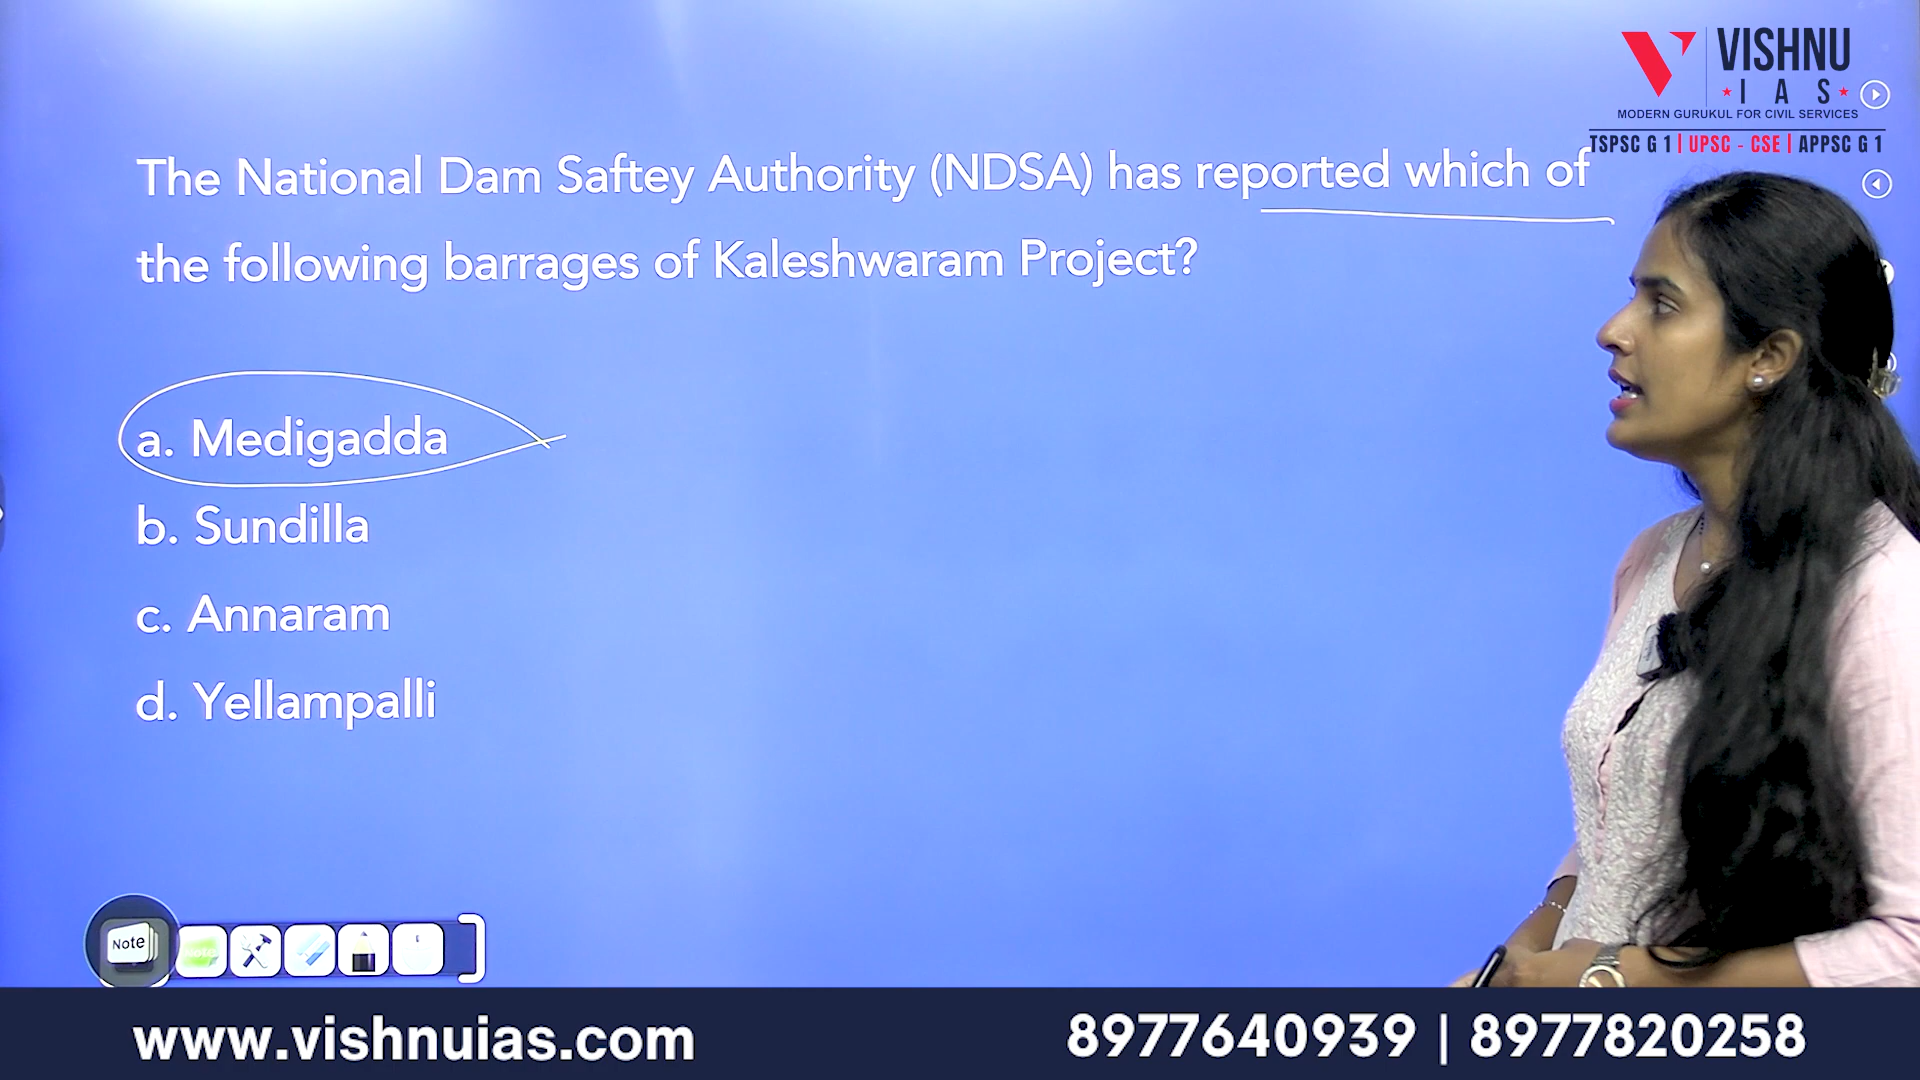 VISHNU
IAS
MODERN GURUKUL FOR CIVIL SERVICES
TSPSC G 1 | UPSC - CSE | APPSC G 1
The National Dam Saftey Authority (NDSA) has reported which of
the following barrages of Kaleshwaram Project?
a. Medigadda
b. Sundilla
c. Annaram
d. Yellampalli
Note
www.vishnuias.com
8977640939 | 8977820258